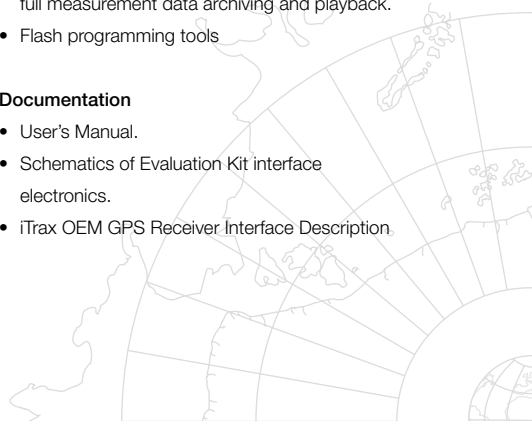 full measurement data archiving and playback.
• Flash programming tools
Documentation
• User's Manual.
• Schematics of Evaluation Kit interface
electronics.
• iTrax OEM GPS Receiver Interface Description